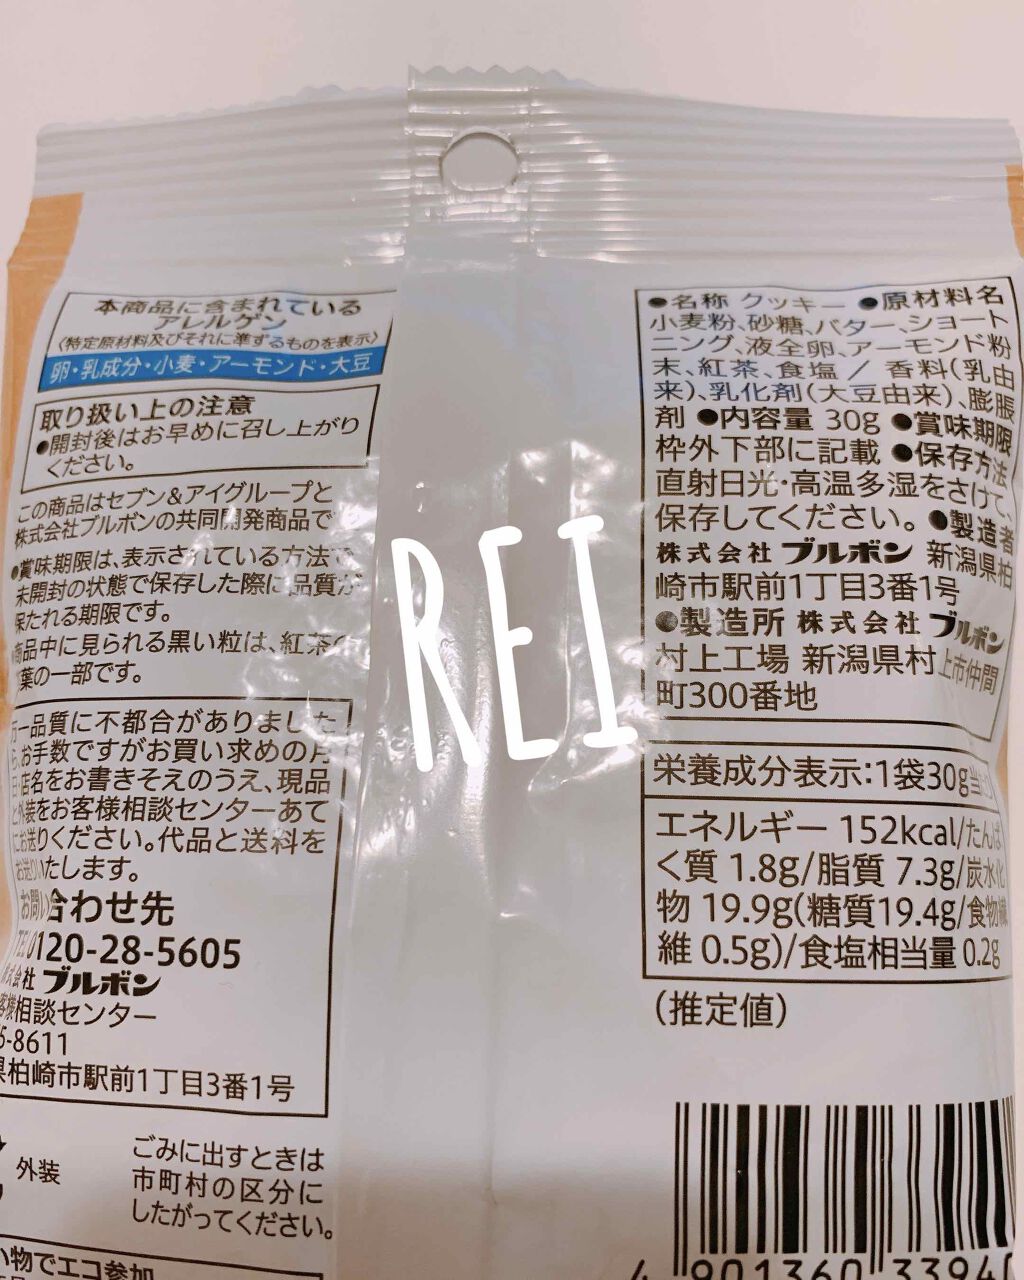 本商品に含まれている
アレルゲン
〈特定原材料及びそれに準ずるものを表示〉
卵・乳成分・小麦・アーモンド・大豆
取り扱い上の注意
●開封後はお早めに召し上がり
ください。
この商品はセブン&アイグループと
株式会社ブルボンの共同開発商品で
●賞味期限は、表示されている方法で
未開封の状態で保存した際に品質が
保たれる期限です。
商品中に見られる黒い粒は、紅茶の
葉の一部です。
万一品質に不都合がありました
ら、お手数ですがお買い求めの月
日・店名をお書きそえのうえ、現品
と外装をお客様相談センターあて
にお送りください。代品と送料を
お送りいたします。
お問い合わせ先
TEL0120-28-5605
株式会社 ブルボン
客様相談センター
5-8611
県柏崎市駅前1丁目3番1号
外装
ごみに出すときは
市町村の区分に
したがってください。
い物でエコ参加
REI
●名称 クッキー ●原材料名
小麦粉、砂糖、バター、ショート
ニング、液全卵、アーモンド粉
末、紅茶、食塩/香料(乳由
来)、乳化剤(大豆由来)、膨脹
剤 ●内容量 30g ●賞味期限
枠外下部に記載 ●保存方法
直射日光・高温多湿をさけて、
保存してください。●製造者
株式会社 ブルボン 新潟県柏
崎市駅前1丁目3番1号
●製造所 株式会社 ブルボン
村上工場 新潟県村上市仲間
町300番地
栄養成分表示:1袋30g当り
エネルギー 152kcal/たんぱ
く質 1.8g/脂質 7.3g/炭水化
物 19.9g(糖質19.4g/食物繊
維 0.5g)/食塩相当量 0.2g
(推定値)
4 901360 33940